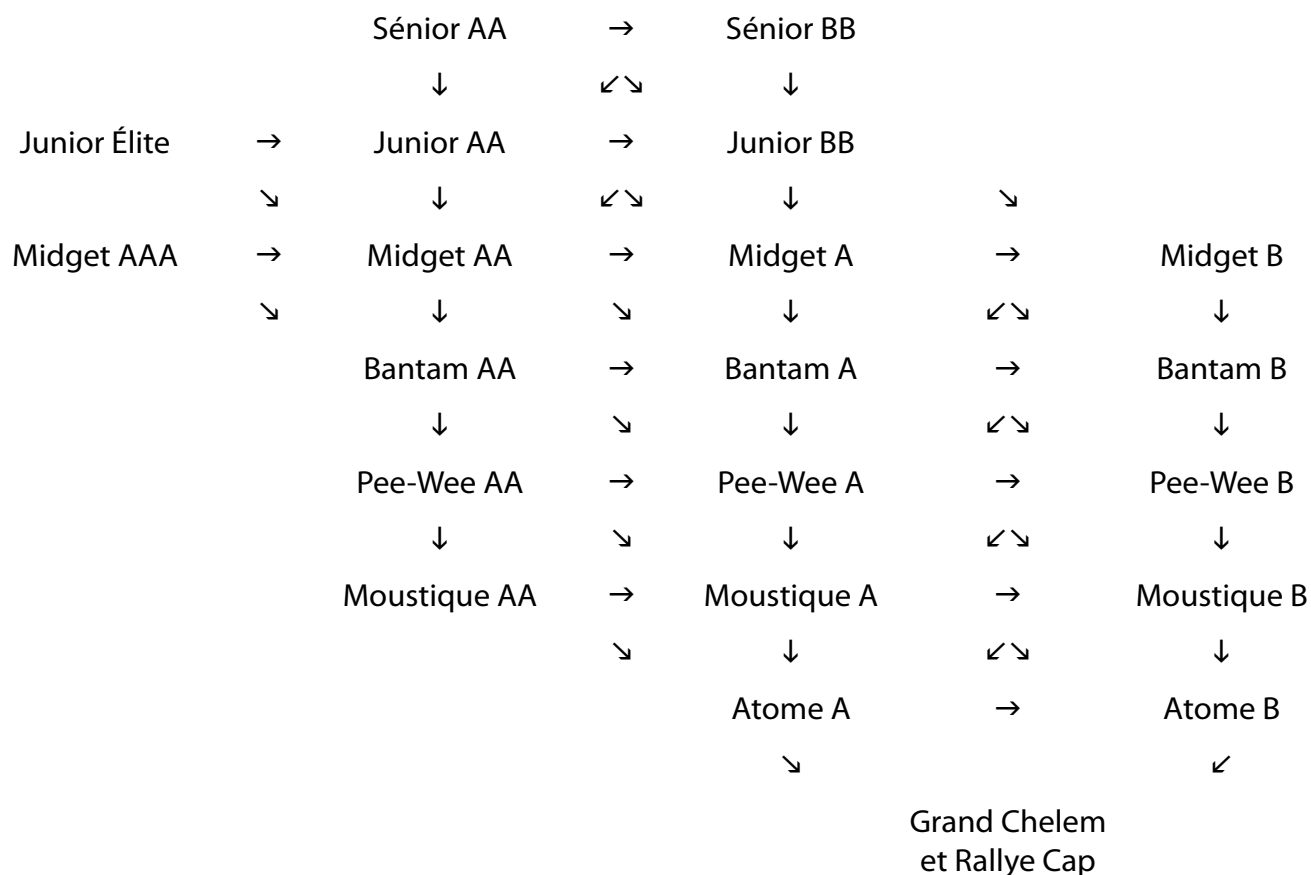 Sénior AA → Sénior BB
↓ ↙↘ ↓
Junior Élite → Junior AA → Junior BB
↘ ↓ ↙↘ ↓ ↘
Midget AAA → Midget AA → Midget A → Midget B
↘ ↓ ↘ ↓ ↙↘ ↓
Bantam AA → Bantam A → Bantam B
↓ ↘ ↓ ↙↘ ↓
Pee-Wee AA → Pee-Wee A → Pee-Wee B
↓ ↘ ↓ ↙↘ ↓
Moustique AA → Moustique A → Moustique B
↘ ↓ ↙↘ ↓
Atome A → Atome B
↘ ↙
Grand Chelem
et Rallye Cap